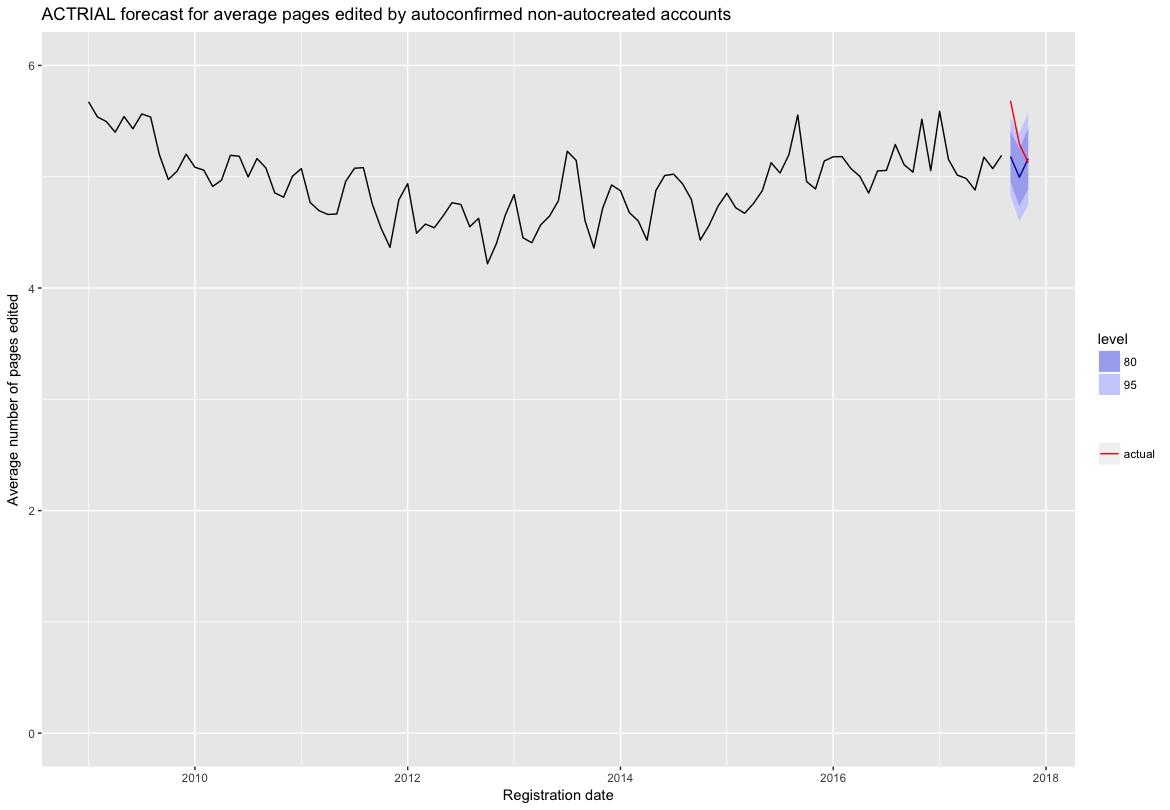 ACTRIAL forecast for average pages edited by autoconfirmed non-autocreated accounts
6
4
2
0
Average number of pages edited
2010
2012
2014
2016
2018
Registration date
level
80
95
actual